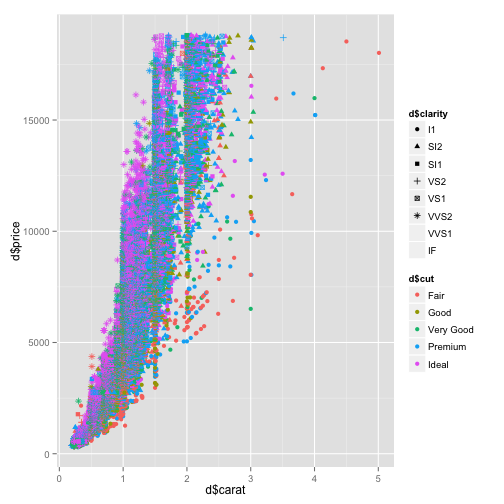 15000
10000
5000
0
d$price
0
1
2
3
4
5
d$carat
d$clarity
I1
SI2
SI1
VS2
VS1
VVS2
VVS1
IF
d$cut
Fair
Good
Very Good
Premium
Ideal